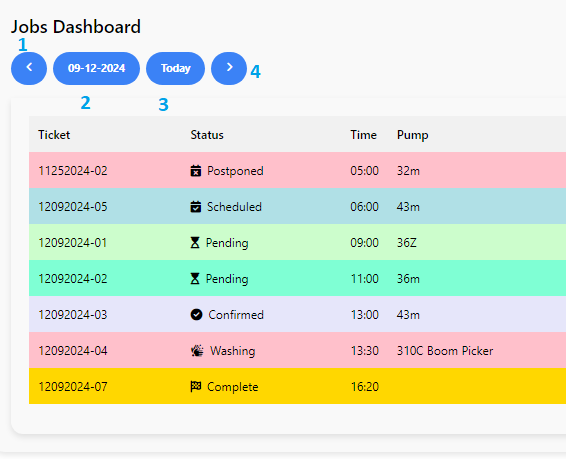 Jobs Dashboard
1
09-12-2024 Today 4
2 3
Ticket Status Time Pump
11252024-02 Postponed 05:00 32m
12092024-05 Scheduled 06:00 43m
12092024-01 Pending 09:00 36Z
12092024-02 Pending 11:00 36m
12092024-03 Confirmed 13:00 43m
12092024-04 Washing 13:30 310C Boom Picker
12092024-07 Complete 16:20